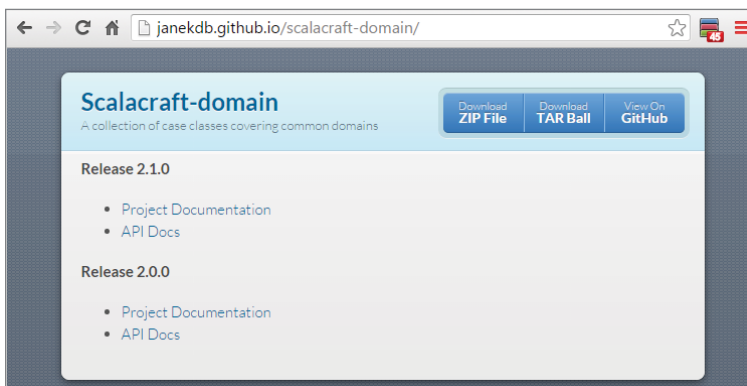 janekdb.github.io/scalacraft-domain/
45
Scalacraft-domain
A collection of case classes covering common domains
Download
ZIP File
Download
TAR Ball
View On
GitHub
Release 2.1.0
Project Documentation
API Docs
Release 2.0.0
Project Documentation
API Docs